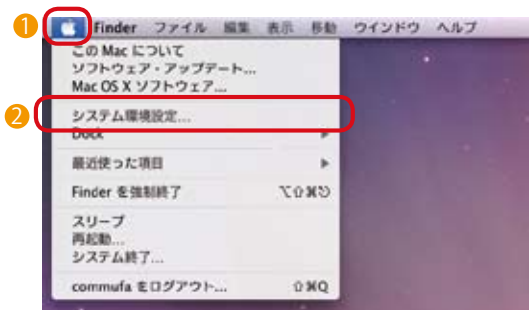 1 Finder ファイル 編集 表示 移動 ウインドウ ヘルプ
この Mac について
ソフトウェア・アップデート...
Mac OS X ソフトウェア...
2 システム環境設定...
Dock
最近使った項目
Finder を強制終了 ⌥⇧⌘⎋
スリープ
再起動...
システム終了...
commufa をログアウト... ⇧⌘Q